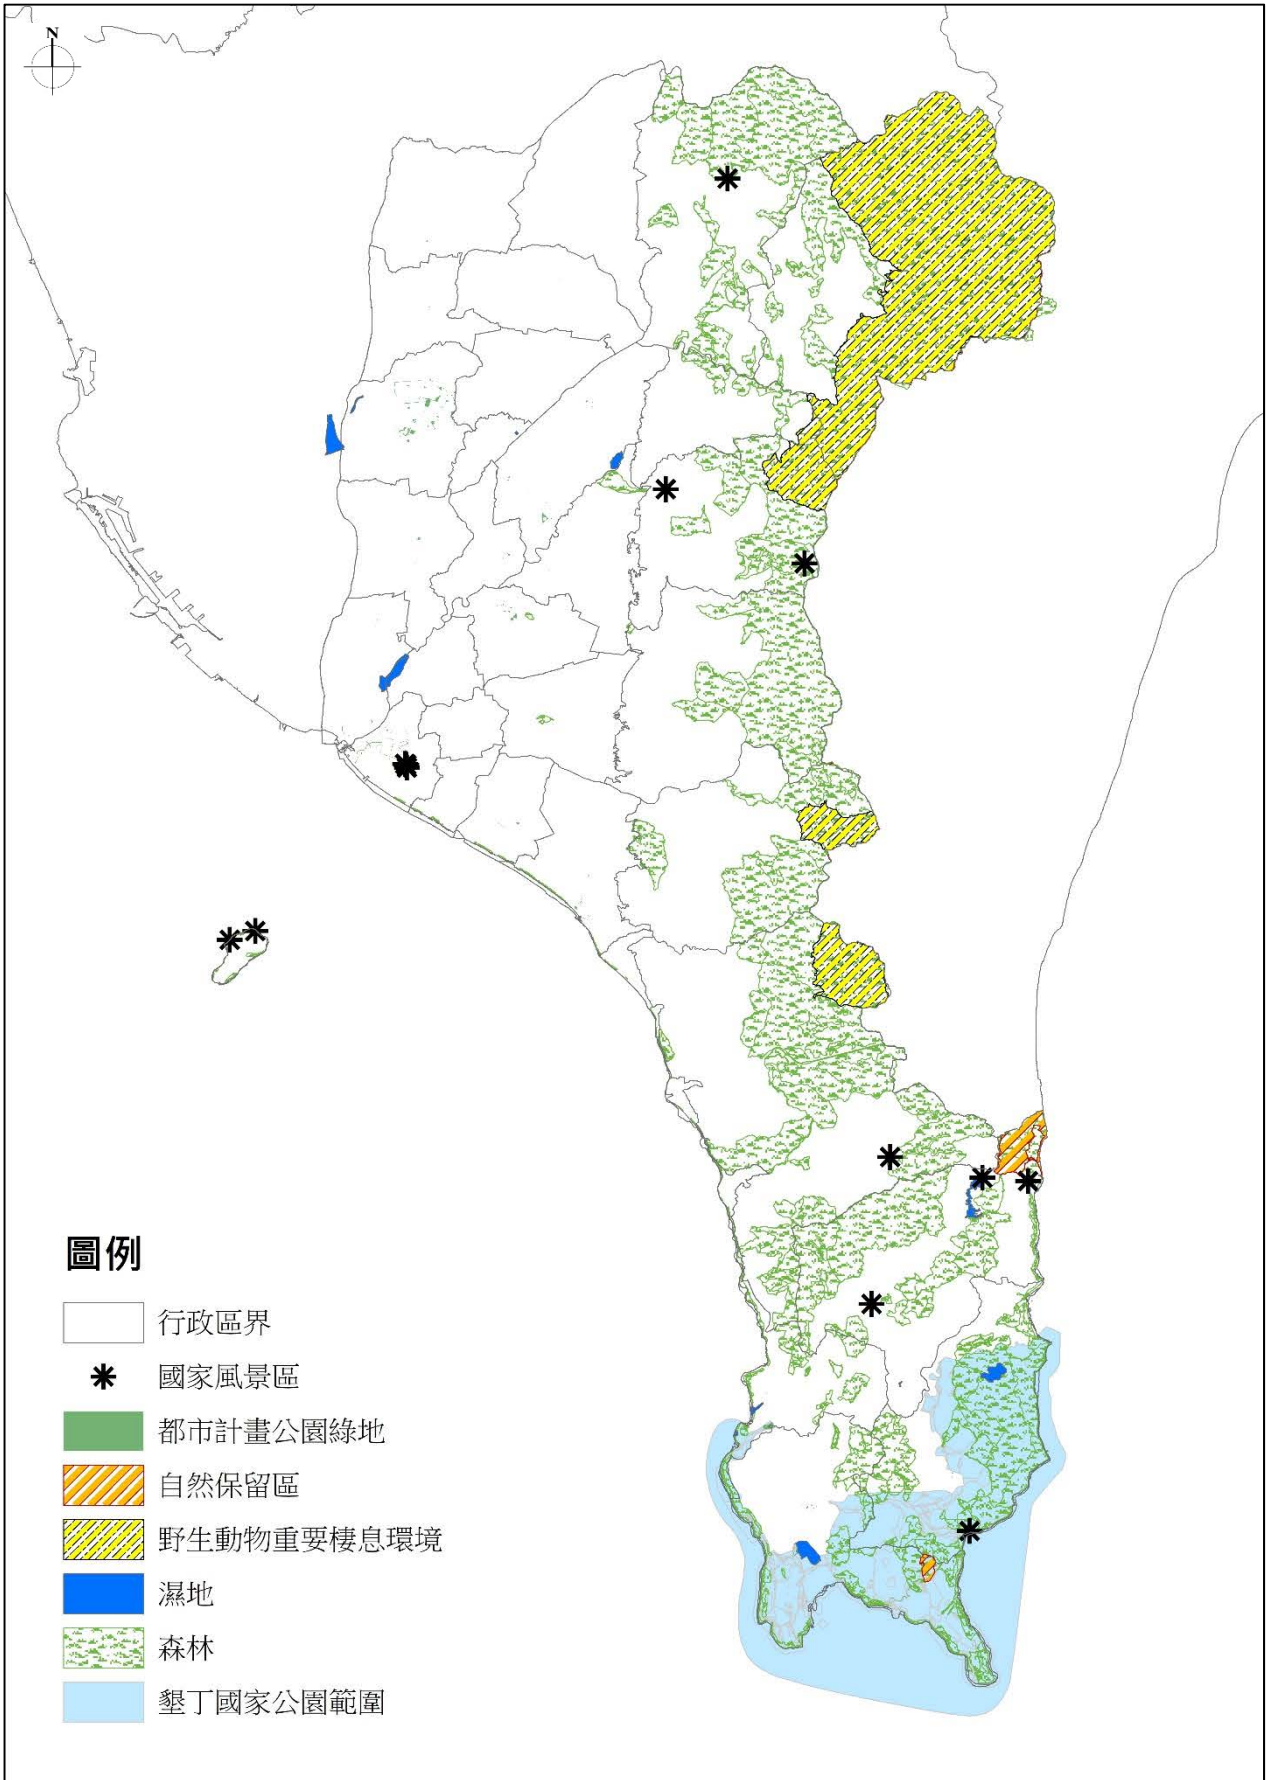 N
圖例
行政區界
國家風景區
都市計畫公園綠地
自然保留區
野生動物重要棲息環境
濕地
森林
墾丁國家公園範圍